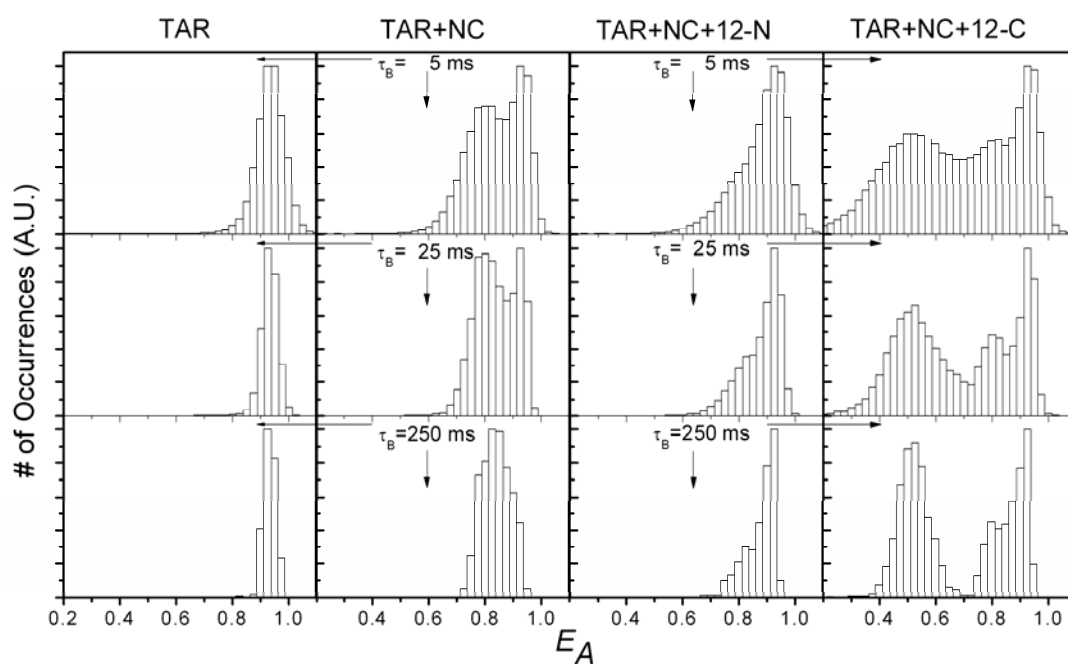 TAR TAR+NC TAR+NC+12-N TAR+NC+12-C
τB= 5 ms τB= 5 ms
τB= 25 ms τB= 25 ms
τB=250 ms τB=250 ms
# of Occurrences (A.U.)
0.2 0.4 0.6 0.8 1.0 0.4 0.6 0.8 1.0 0.4 0.6 0.8 1.0 0.4 0.6 0.8 1.0
EA